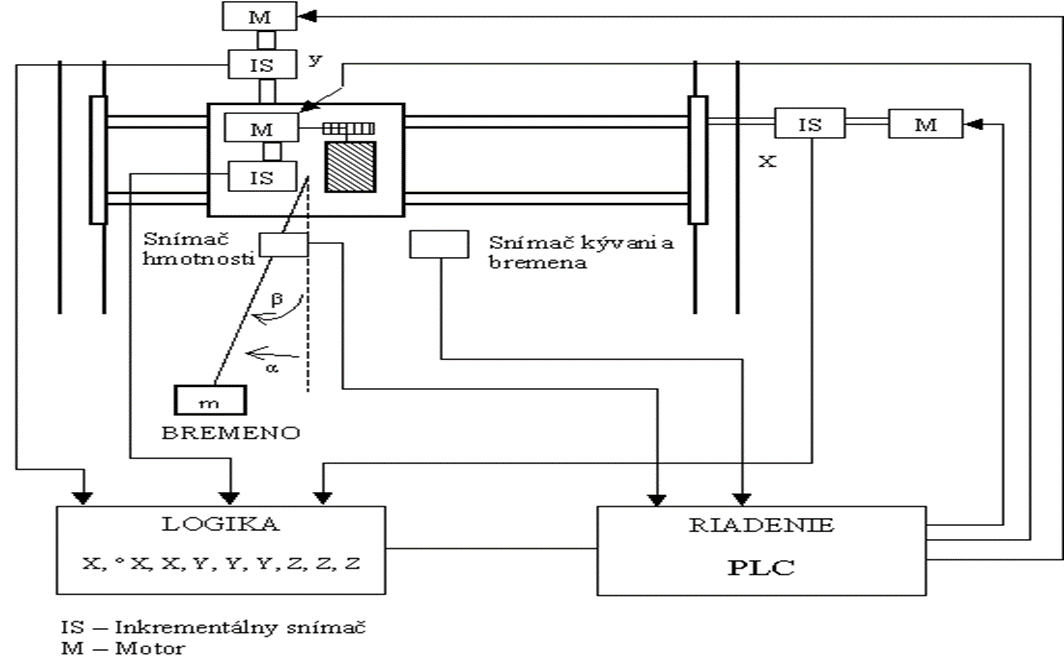 M
IS
y
M
IS
IS
M
X
Snímač
hmotnosti
Snímač kývania
bremena
β
α
m
BREMENO
LOGIKA
X, ° X, X, Y, Y, Y, Z, Z, Z
RIADENIE
PLC
IS – Inkrementálny snímač
M – Motor